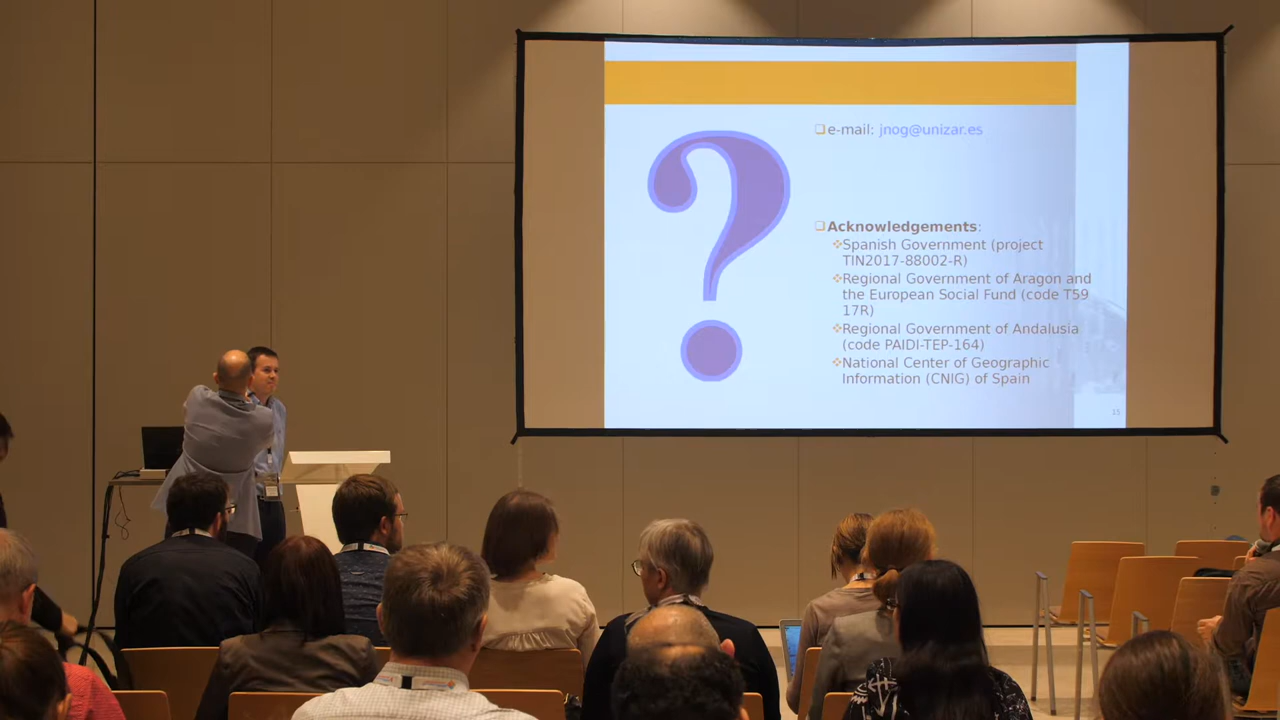 ?
e-mail: jnog@unizar.es
Acknowledgements:
Spanish Government (project
TIN2017-88002-R)
Regional Government of Aragon and
the European Social Fund (code T59
17R)
Regional Government of Andalusia
(code PAIDI-TEP-164)
National Center of Geographic
Information (CNIG) of Spain
15